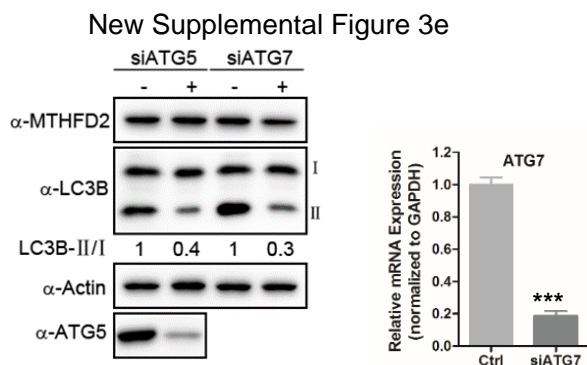 New Supplemental Figure 3e
siATG5 siATG7
- + - +
α-MTHFD2
α-LC3B
I
II
LC3B-II/I 1 0.4 1 0.3
α-Actin
α-ATG5
ATG7
Relative mRNA Expression
(normalized to GAPDH)
1.2
1.0
0.8
0.6
0.4
0.2
0.0
***
Ctrl siATG7